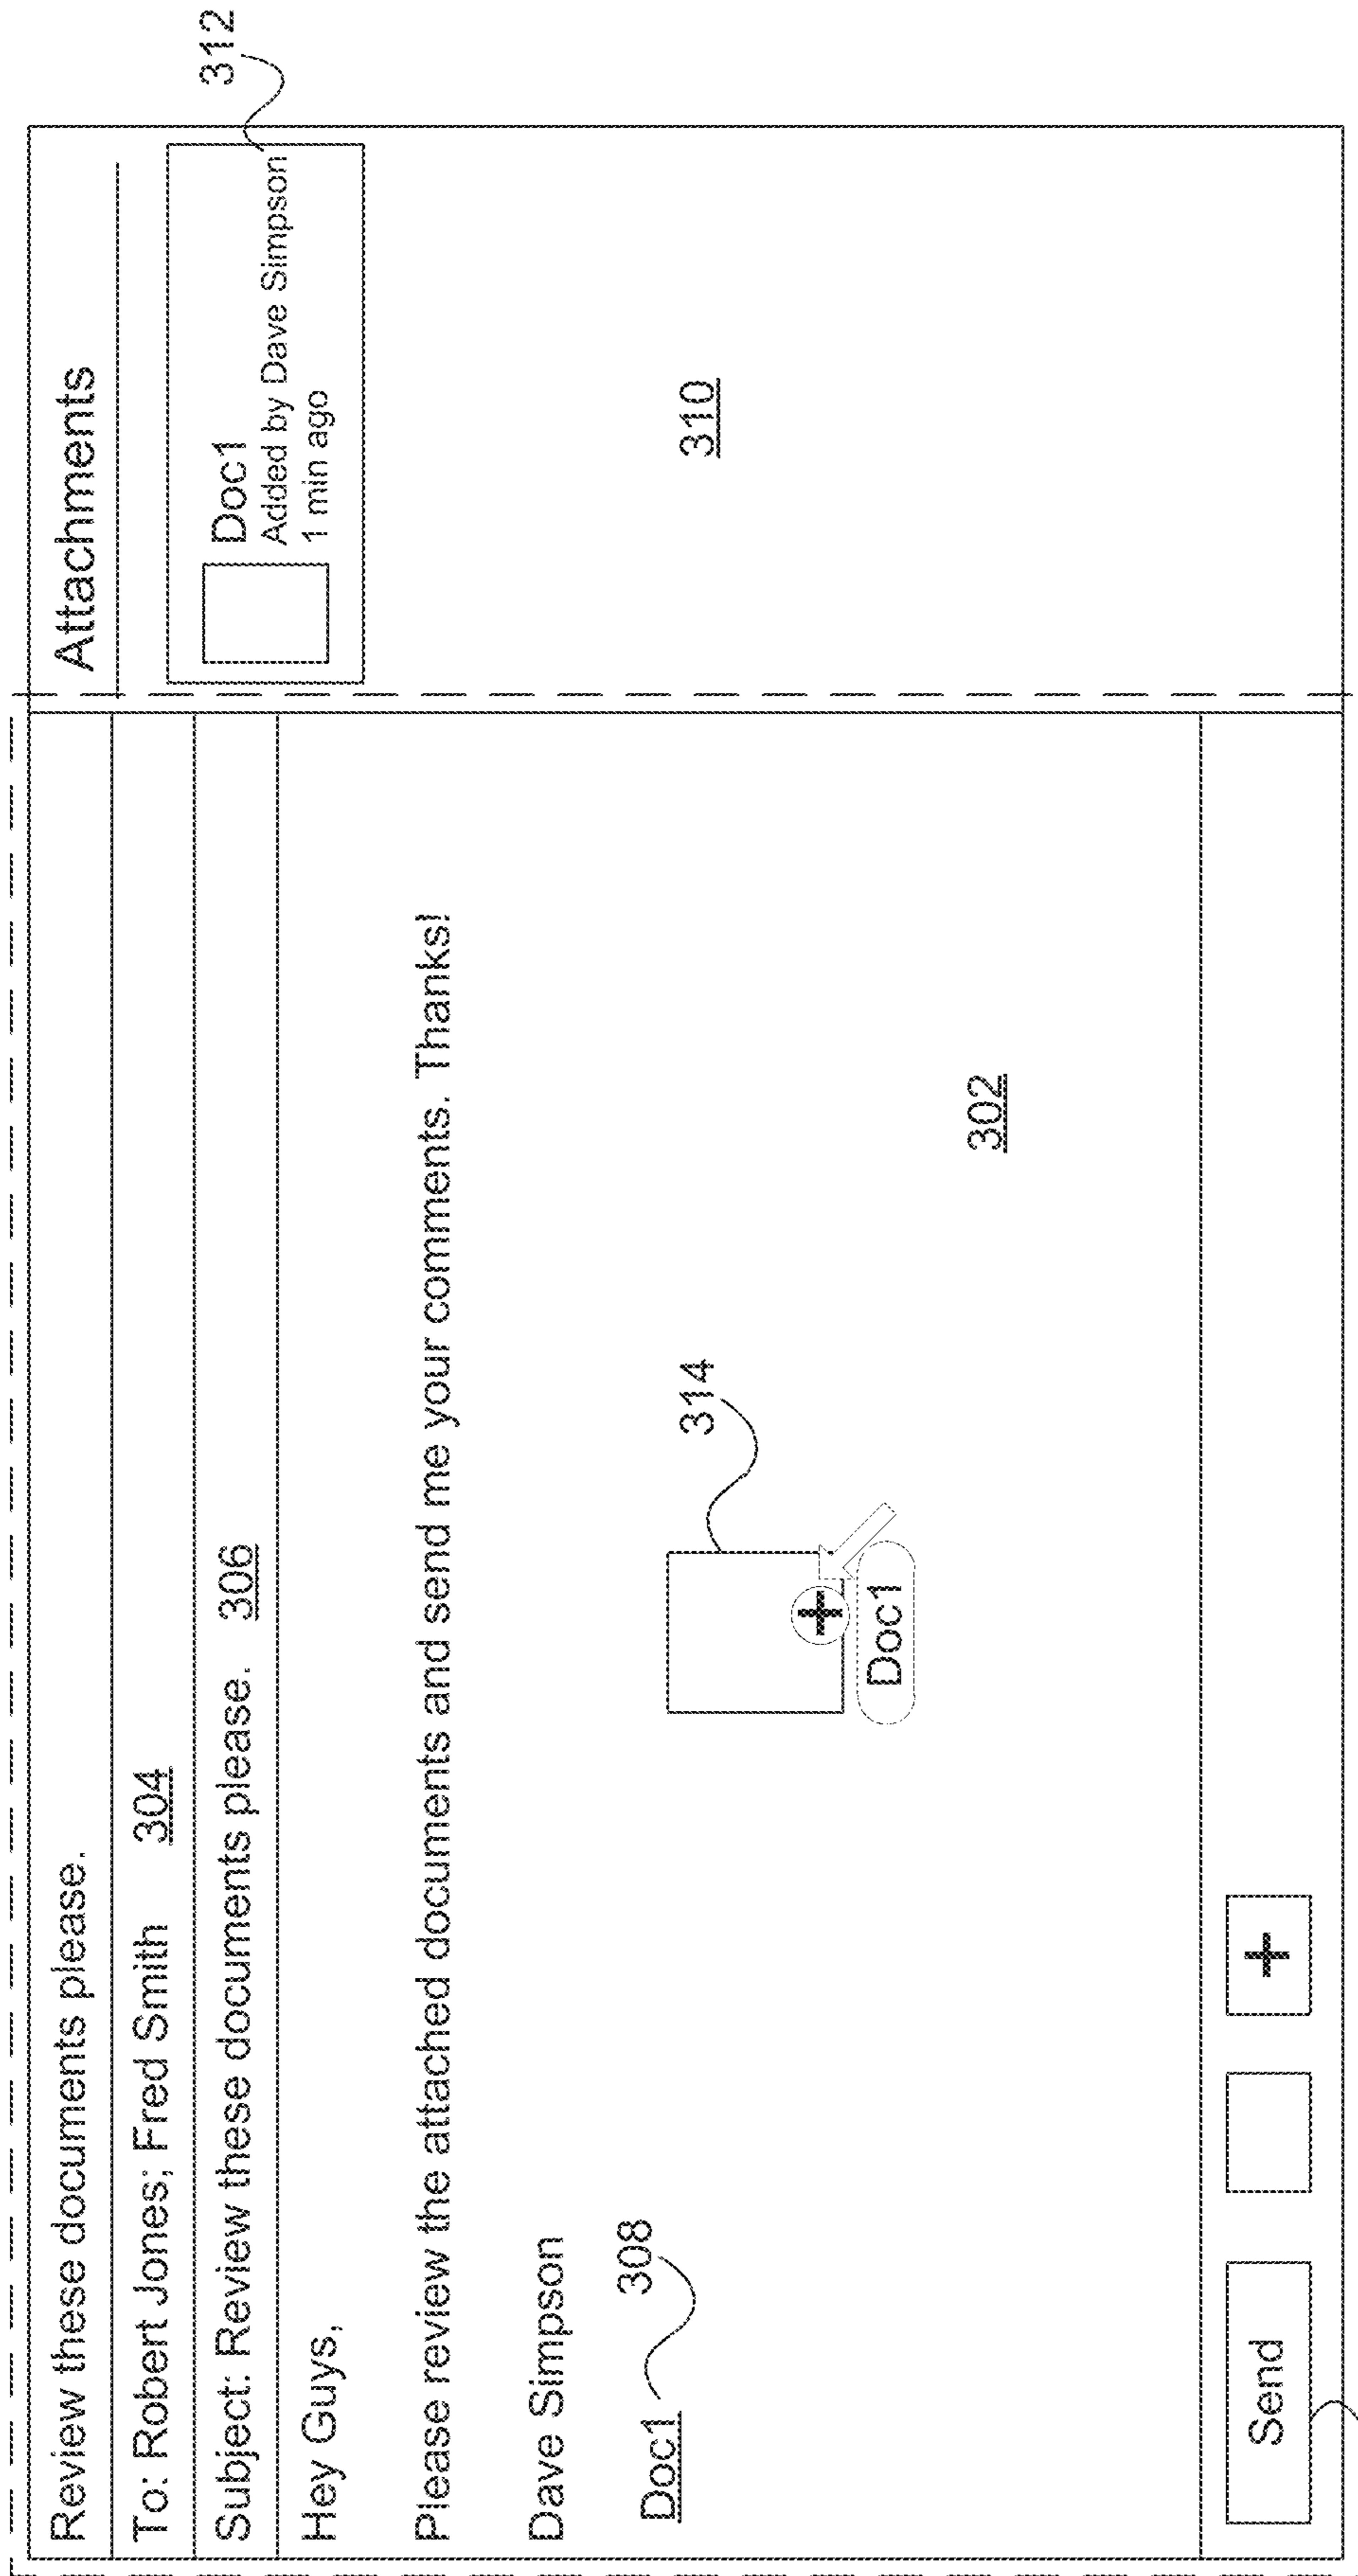 Review these documents please.
To: Robert Jones; Fred Smith 304
Subject: Review these documents please. 306
Hey Guys,
Please review the attached documents and send me your comments. Thanks!
Dave Simpson
Doc1 308
314
+
Doc1
302
Send
+
Attachments
312
Doc1
Added by Dave Simpson
1 min ago
310